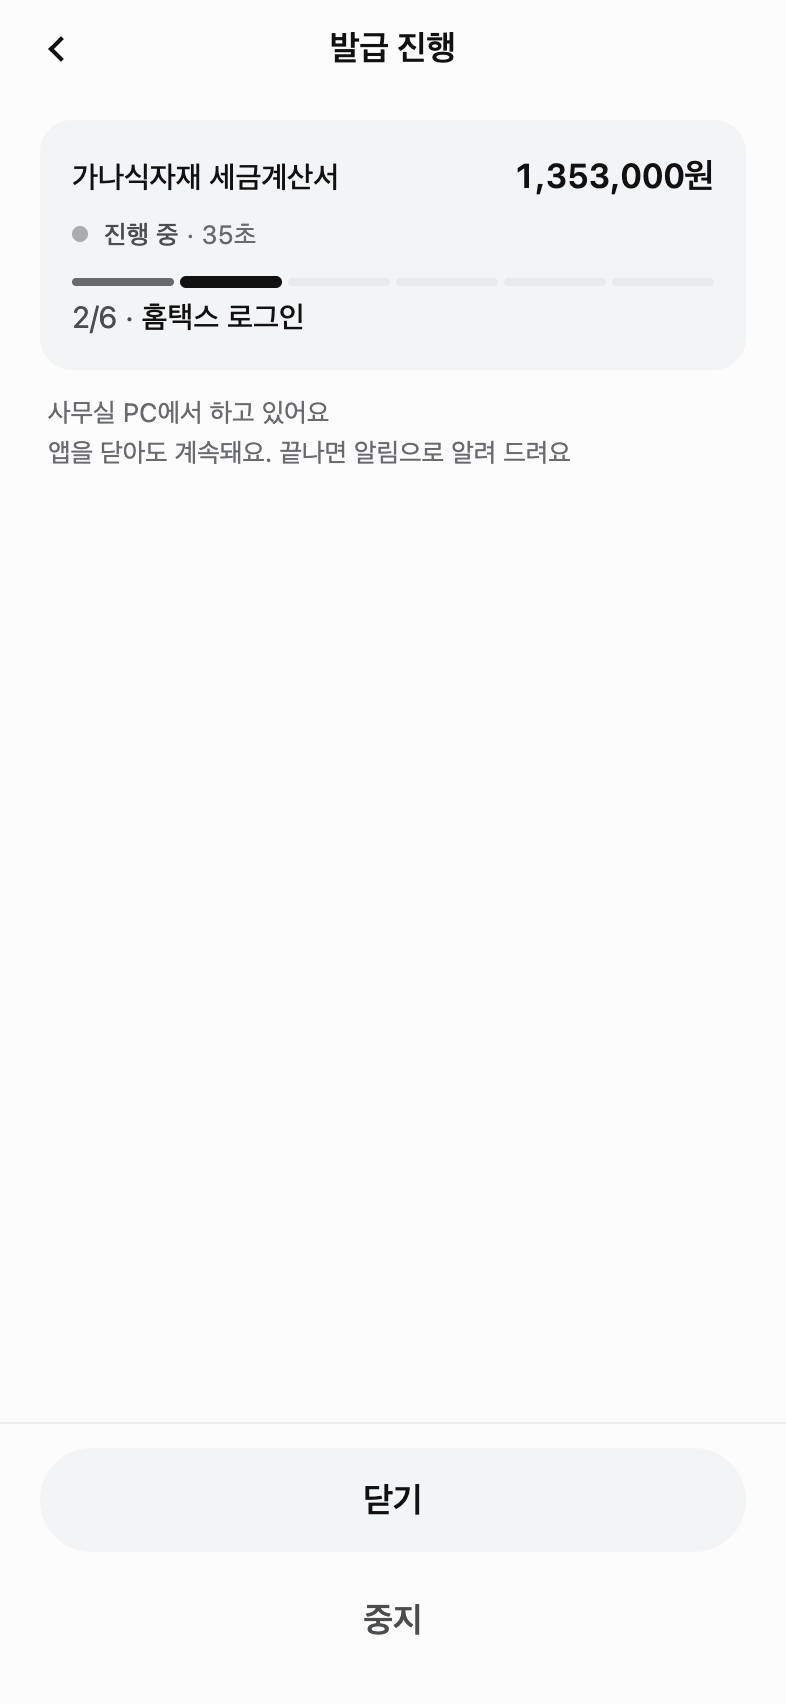 발급 진행
가나식자재 세금계산서 1,353,000원
진행 중 · 35초
2/6 · 홈택스 로그인
사무실 PC에서 하고 있어요
앱을 닫아도 계속돼요. 끝나면 알림으로 알려 드려요
닫기
중지